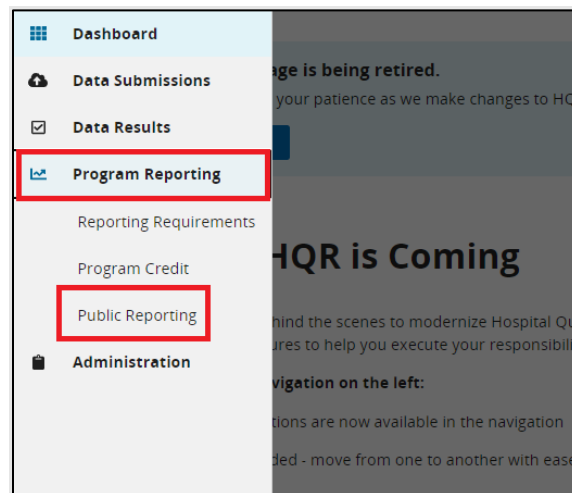 Dashboard
Data Submissions
Data Results
Program Reporting
Reporting Requirements
Program Credit
Public Reporting
Administration
age is being retired.
your patience as we make changes to HQ
HQR is Coming
hind the scenes to modernize Hospital Qu
ures to help you execute your responsibili
vigation on the left:
tions are now available in the navigation
ded - move from one to another with ease